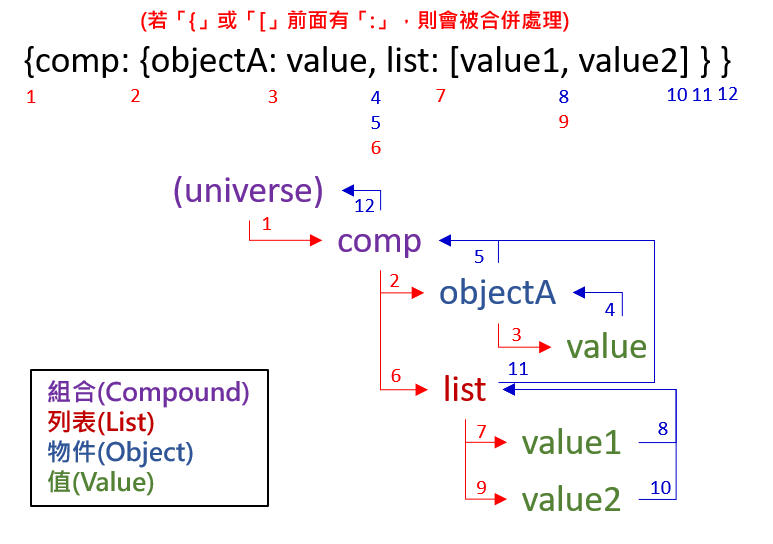 (若「{」或「[」前面有「:」，則會被合併處理)
{comp: {objectA: value, list: [value1, value2] } }
1 2 3 4 7 8 10 11 12
5
6 9
(universe)
12
1
comp
5
2
objectA
4
3
value
6
list
11
7
value1
8
9
value2
10
組合(Compound)
列表(List)
物件(Object)
值(Value)